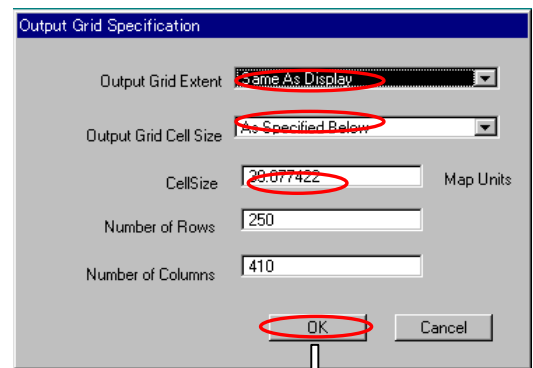 Output Grid Specification
Output Grid Extent Same As Display
Output Grid Cell Size As Specified Below
CellSize 39.077422 Map Units
Number of Rows 250
Number of Columns 410
OK Cancel